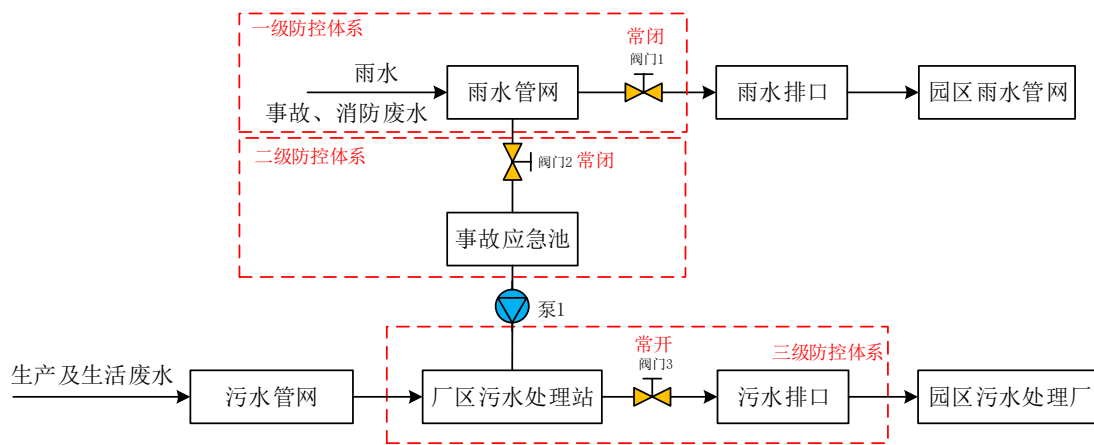 一级防控体系
常闭
阀门1
雨水
事故、消防废水
雨水管网
雨水排口
园区雨水管网
二级防控体系
阀门2 常闭
事故应急池
泵1
常开
阀门3
三级防控体系
生产及生活废水
污水管网
厂区污水处理站
污水排口
园区污水处理厂